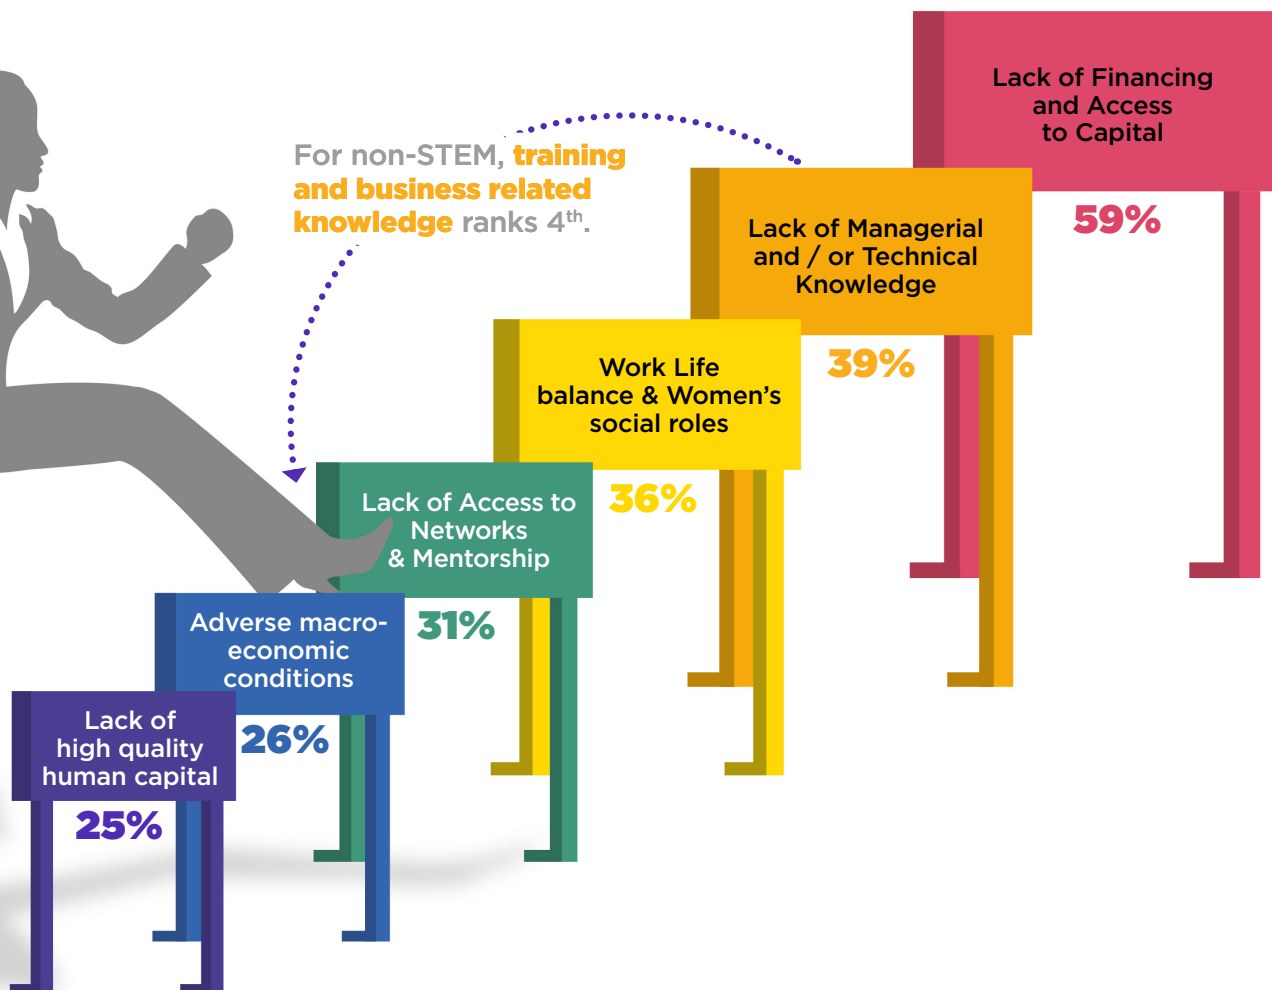 Lack of Financing
and Access
to Capital
59%
For non-STEM, training
and business related
knowledge ranks 4th.
Lack of Managerial
and / or Technical
Knowledge
39%
Work Life
balance & Women’s
social roles
36%
Lack of Access to
Networks
& Mentorship
31%
Adverse macro-
economic
conditions
26%
Lack of
high quality
human capital
25%